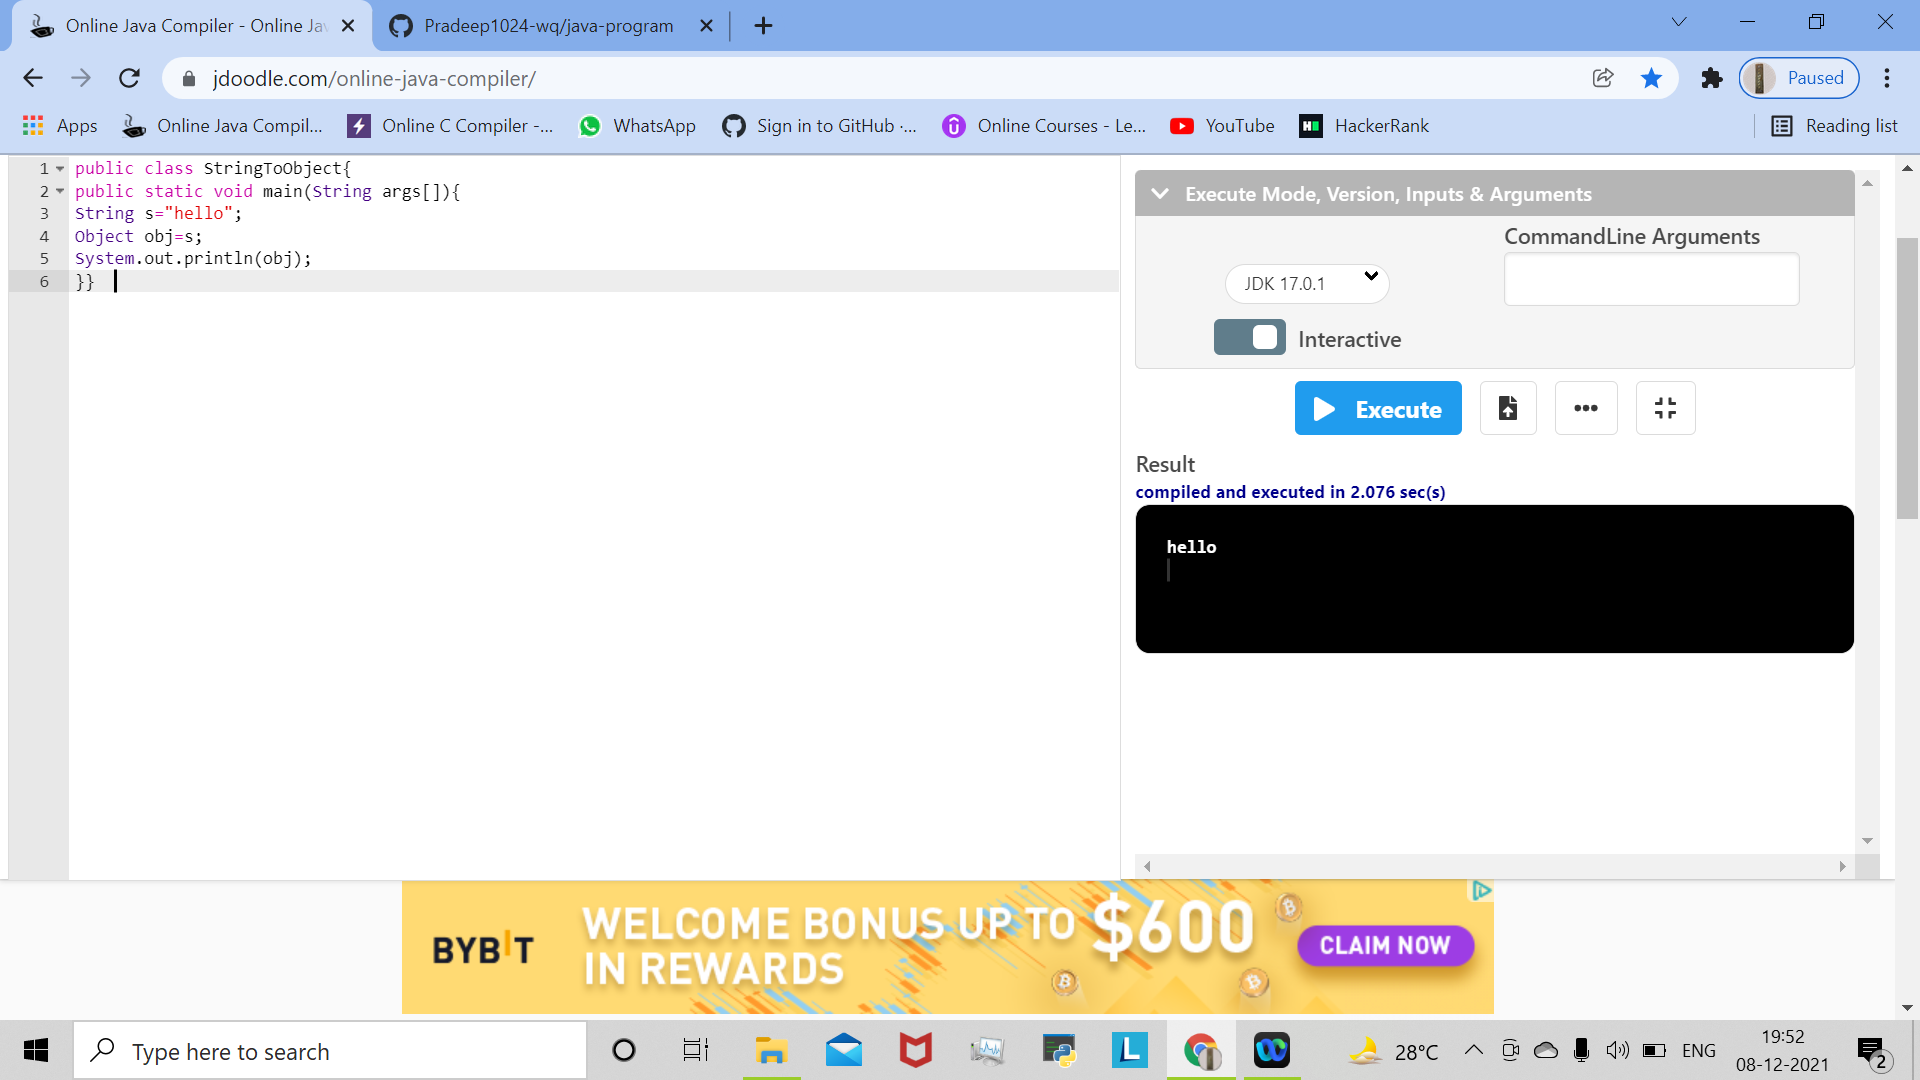 Online Java Compiler - Online Jav
Pradeep1024-wq/java-program
jdoodle.com/online-java-compiler/
Paused
Apps
Online Java Compil...
Online C Compiler -...
WhatsApp
Sign in to GitHub ·...
Online Courses - Le...
YouTube
HackerRank
Reading list
1 public class StringToObject{
2 public static void main(String args[]){
3 String s="hello";
4 Object obj=s;
5 System.out.println(obj);
6 }}
Execute Mode, Version, Inputs & Arguments
CommandLine Arguments
JDK 17.0.1
Interactive
Execute
Result
compiled and executed in 2.076 sec(s)
hello
BYBIT
WELCOME BONUS UP TO $600
IN REWARDS
CLAIM NOW
Type here to search
28°C
ENG
19:52
08-12-2021
2